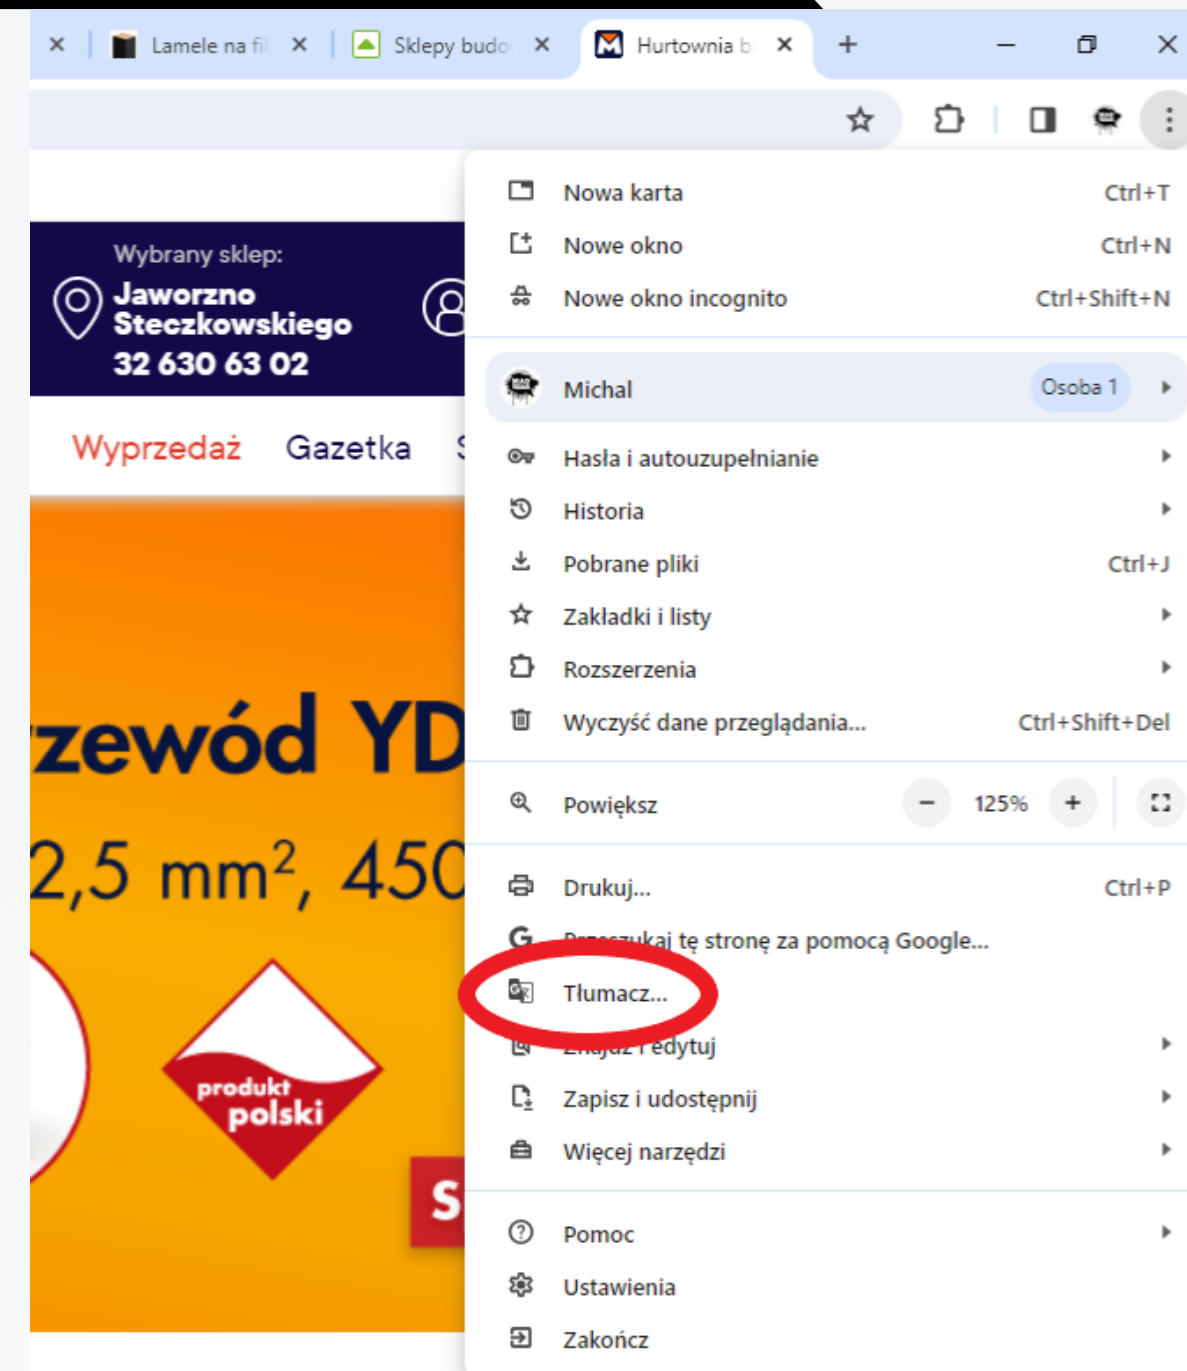 Lamele na fi
Sklepy budo
Hurtownia b
Wybrany sklep:
Jaworzno
Steczkowskiego
32 630 63 02
Wyprzedaż Gazetka S
zewód YD
2,5 mm², 450
produkt
polski
S
Nowa karta Ctrl+T
Nowe okno Ctrl+N
Nowe okno incognito Ctrl+Shift+N
Michal Osoba 1
Hasła i autouzupełnianie
Historia
Pobrane pliki Ctrl+J
Zakładki i listy
Rozszerzenia
Wyczyść dane przeglądania... Ctrl+Shift+Del
Powiększ − 125% +
Drukuj... Ctrl+P
Przeszukaj tę stronę za pomocą Google...
Tłumacz...
Znajdź i edytuj
Zapisz i udostępnij
Więcej narzędzi
Pomoc
Ustawienia
Zakończ